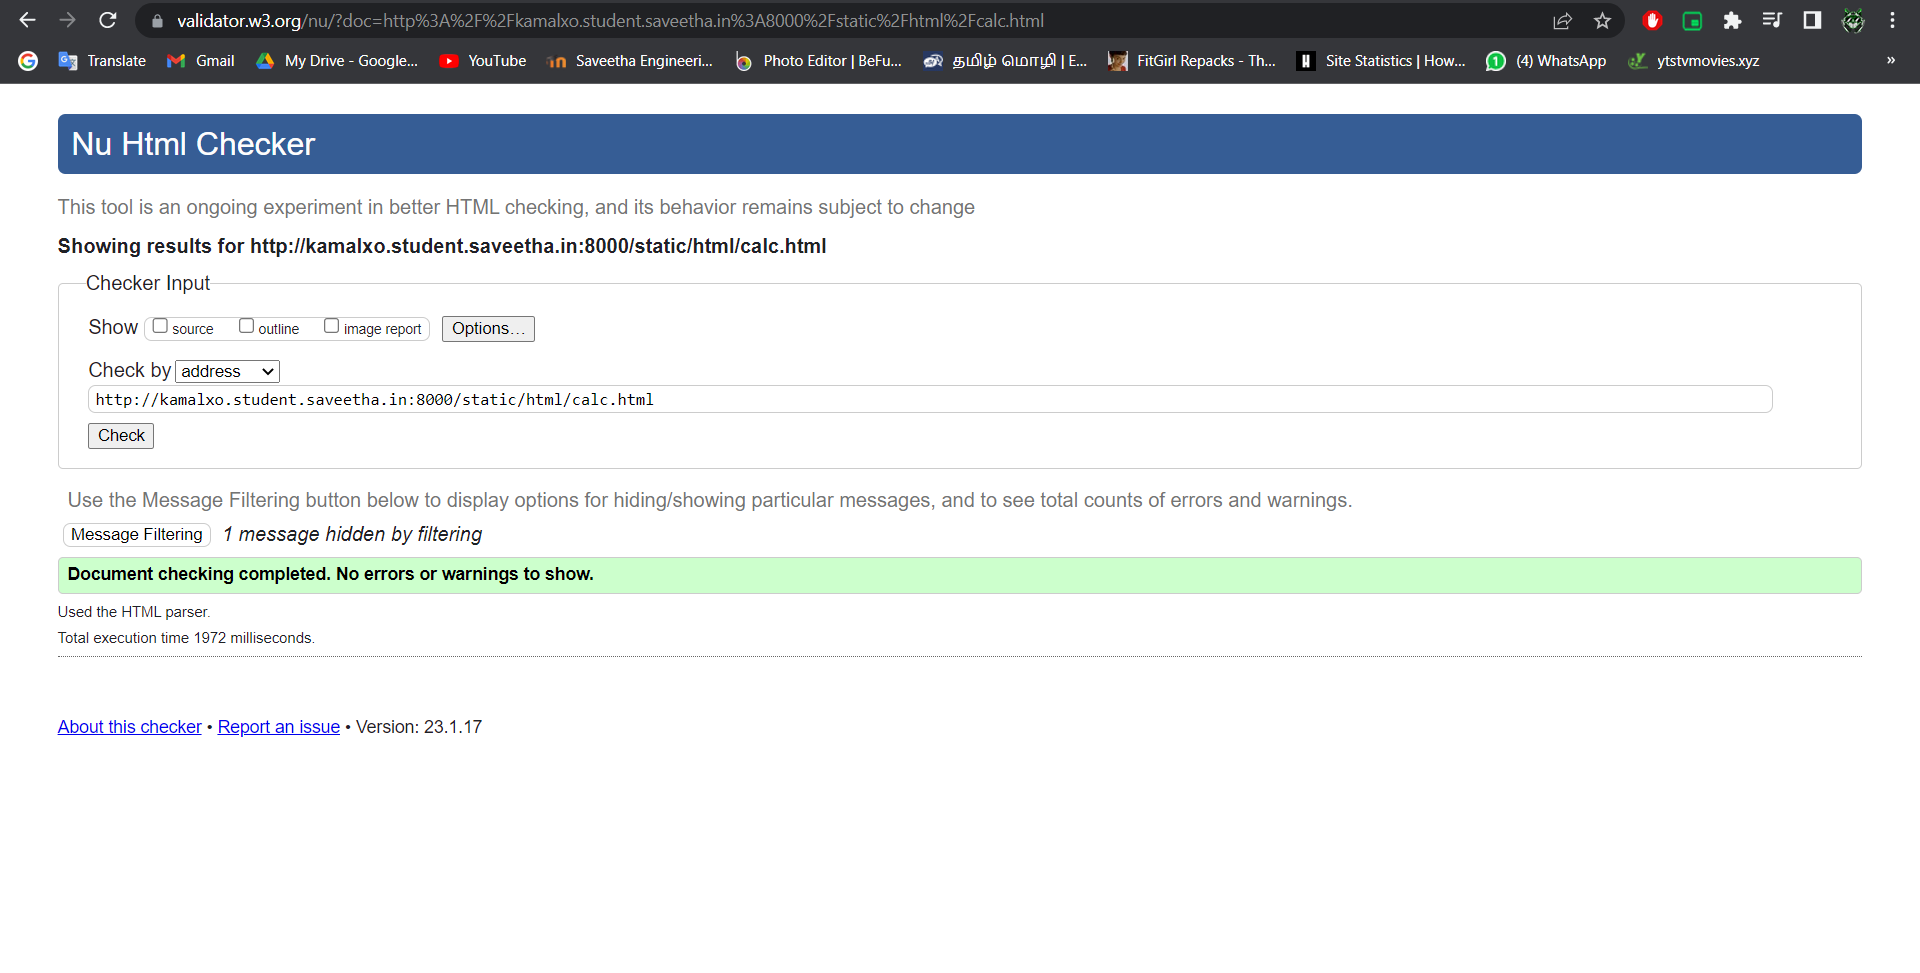 validator.w3.org/nu/?doc=http%3A%2F%2Fkamalxo.student.saveetha.in%3A8000%2Fstatic%2Fhtml%2Fcalc.html
Translate Gmail My Drive - Google... YouTube Saveetha Engineeri... Photo Editor | BeFu... தமிழ் மொழி | E... FitGirl Repacks - Th... Site Statistics | How... (4) WhatsApp ytstvmovies.xyz »
Nu Html Checker
This tool is an ongoing experiment in better HTML checking, and its behavior remains subject to change
Showing results for http://kamalxo.student.saveetha.in:8000/static/html/calc.html
Checker Input
Show source outline image report Options...
Check by address
http://kamalxo.student.saveetha.in:8000/static/html/calc.html
Check
Use the Message Filtering button below to display options for hiding/showing particular messages, and to see total counts of errors and warnings.
Message Filtering 1 message hidden by filtering
Document checking completed. No errors or warnings to show.
Used the HTML parser.
Total execution time 1972 milliseconds.
About this checker • Report an issue • Version: 23.1.17